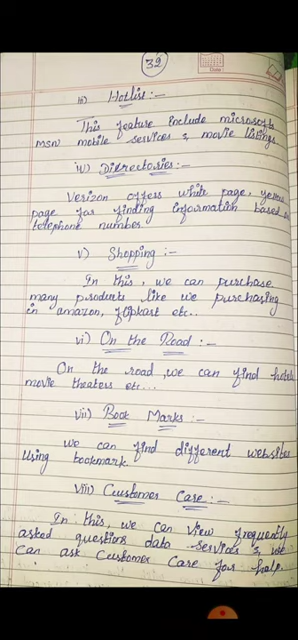 32
Date
iii) Hotlist :-
This feature include microsofts
msn mobile services & movie listings.
iv) Directories :-
Verizon offers white page, yellow
page for finding information based on
telephone number.
v) Shopping :-
In this, we can purchase
many products like we purchasing
in amazon, flipkart etc..
vi) On the Road :-
On the road, we can find hotels
movie theaters etc...
vii) Book Marks :-
we can find different websites
Using bookmark.
viii) Customer Care :-
In this, we can view frequently
asked questions data services & use
can ask Customer Care for help.